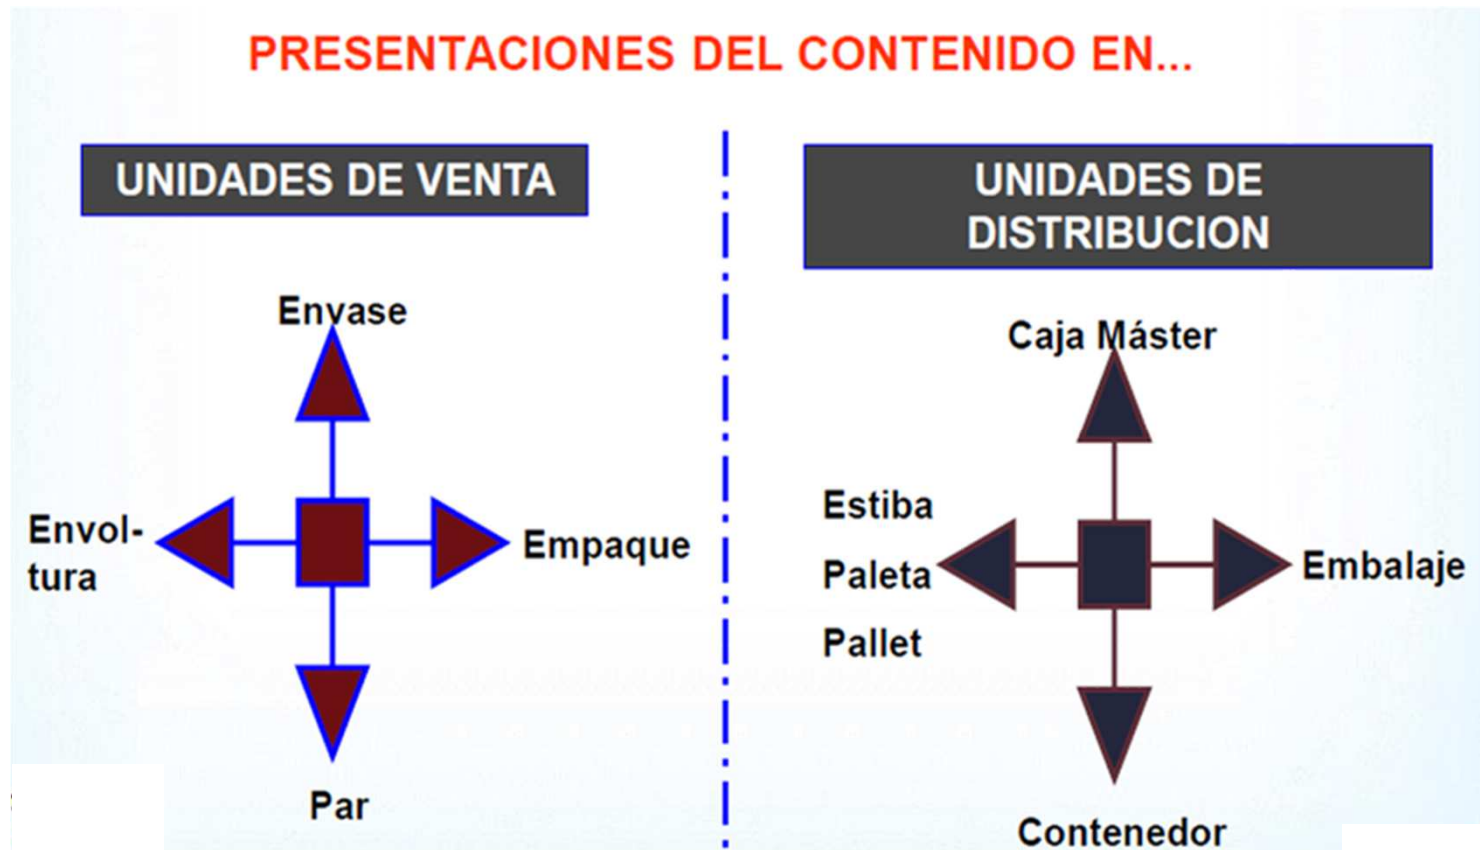 PRESENTACIONES DEL CONTENIDO EN...
UNIDADES DE VENTA
Envase
Envol-
tura
Empaque
Par
UNIDADES DE
DISTRIBUCION
Caja Máster
Estiba
Paleta
Pallet
Embalaje
Contenedor